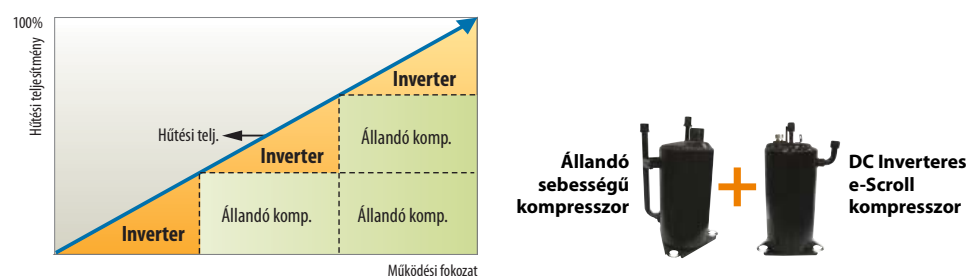 100%
Hűtési teljesítmény
Inverter
Hűtési telj.
Állandó komp.
Inverter
Állandó komp.
Állandó komp.
Inverter
Működési fokozat
Állandó
sebességű
kompresszor
DC Inverteres
e-Scroll
kompresszor